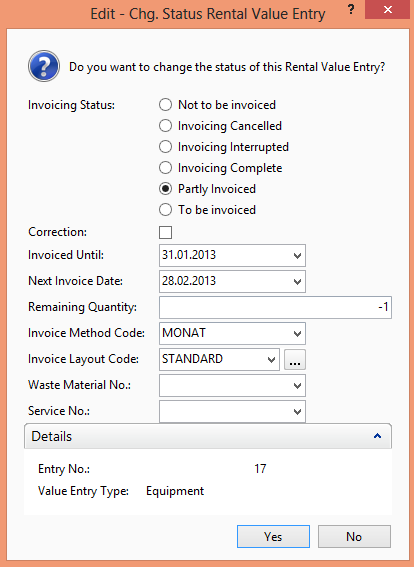 Edit - Chg. Status Rental Value Entry ? ×
? Do you want to change the status of this Rental Value Entry?
Invoicing Status: Not to be invoiced
Invoicing Cancelled
Invoicing Interrupted
Invoicing Complete
Partly Invoiced
To be invoiced
Correction:
Invoiced Until: 31.01.2013
Next Invoice Date: 28.02.2013
Remaining Quantity: -1
Invoice Method Code: MONAT
Invoice Layout Code: STANDARD ...
Waste Material No.:
Service No.:
Details
Entry No.: 17
Value Entry Type: Equipment
Yes No